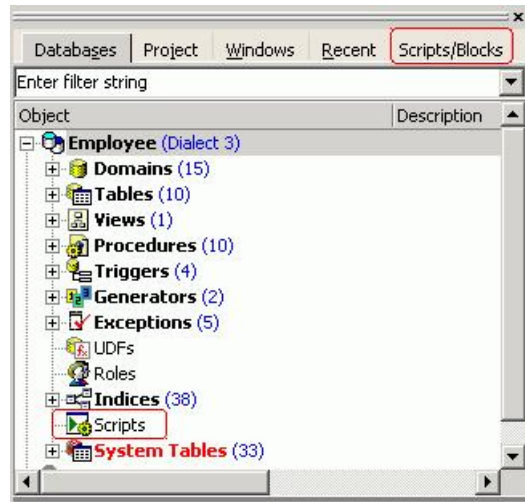 Databases Project Windows Recent Scripts/Blocks
Enter filter string
Object Description
Employee (Dialect 3)
Domains (15)
Tables (10)
Views (1)
Procedures (10)
Triggers (4)
Generators (2)
Exceptions (5)
UDFs
Roles
Indices (38)
Scripts
System Tables (33)